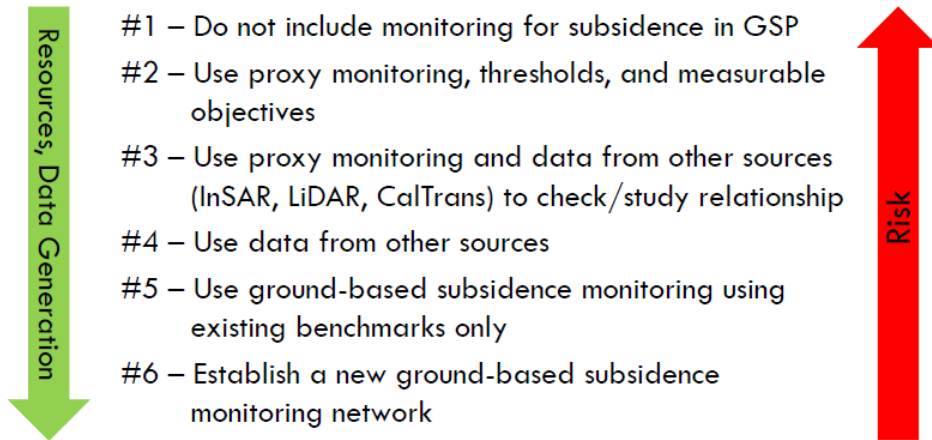 Resources, Data Generation
#1 – Do not include monitoring for subsidence in GSP
#2 – Use proxy monitoring, thresholds, and measurable
objectives
#3 – Use proxy monitoring and data from other sources
(InSAR, LiDAR, CalTrans) to check/study relationship
#4 – Use data from other sources
#5 – Use ground-based subsidence monitoring using
existing benchmarks only
#6 – Establish a new ground-based subsidence
monitoring network
Risk